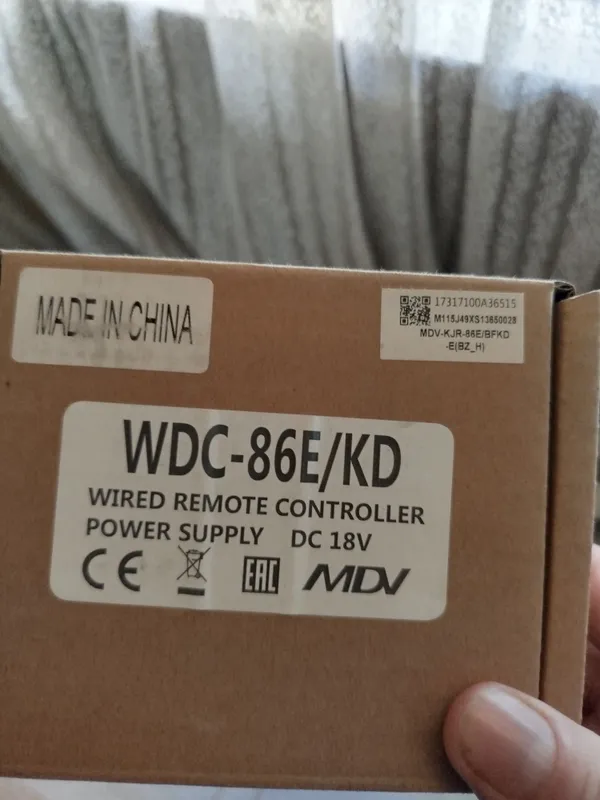 MADE IN CHINA
17317100A36515
M115J49XS13650028
MDV-KJR-86E/BFKD
-E(BZ_H)
WDC-86E/KD
WIRED REMOTE CONTROLLER
POWER SUPPLY DC 18V
CE EAC MDV